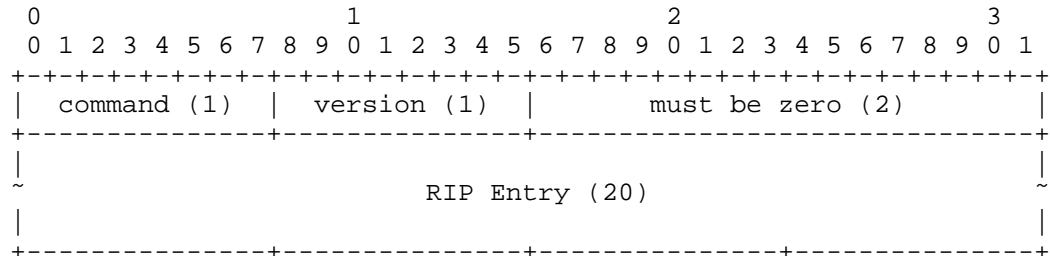 0                   1                   2                   3
0 1 2 3 4 5 6 7 8 9 0 1 2 3 4 5 6 7 8 9 0 1 2 3 4 5 6 7 8 9 0 1
+-+-+-+-+-+-+-+-+-+-+-+-+-+-+-+-+-+-+-+-+-+-+-+-+-+-+-+-+-+-+-+-+
|  command (1)  |  version (1)  |       must be zero (2)        |
+---------------+---------------+-------------------------------+
|                                                               |
~                         RIP Entry (20)                        ~
|                                                               |
+---------------+---------------+---------------+---------------+